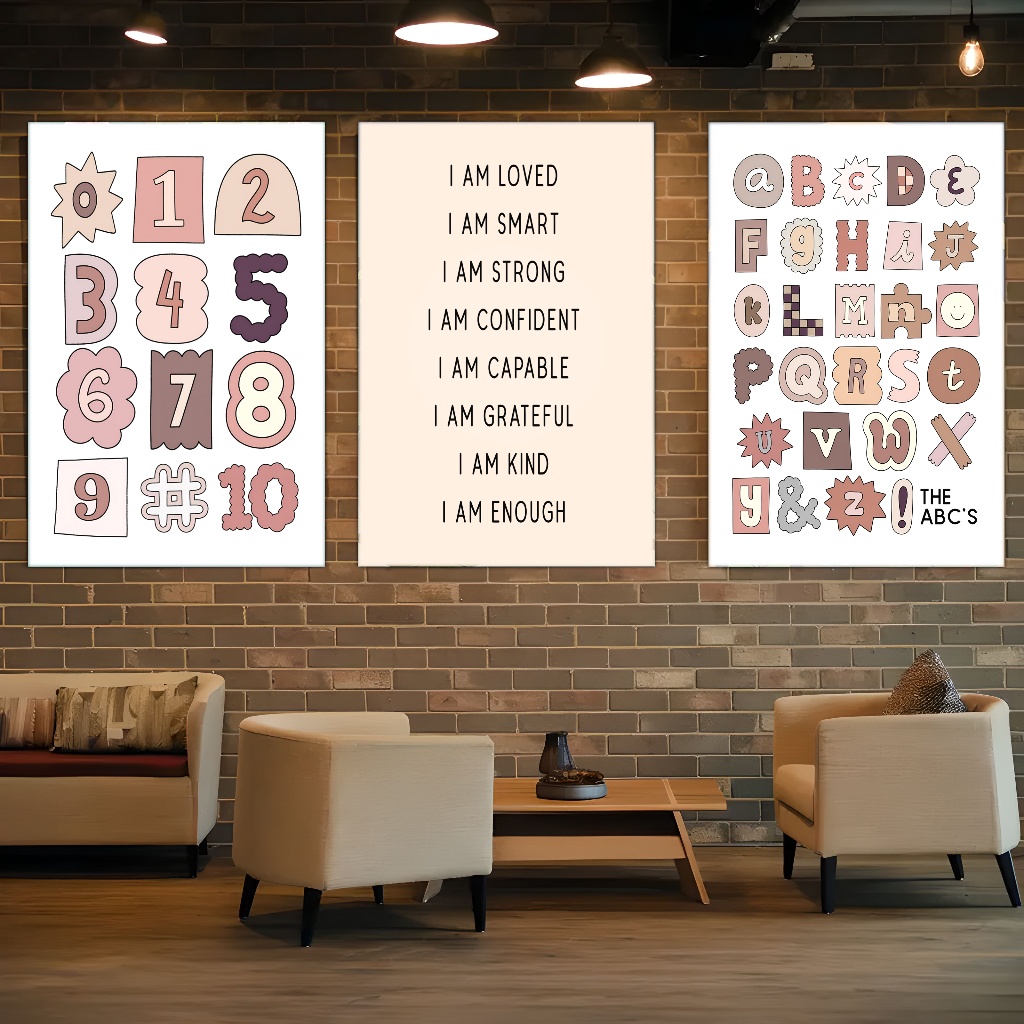 0 1 2
3 4 5
6 7 8
9 # 10
I AM LOVED
I AM SMART
I AM STRONG
I AM CONFIDENT
I AM CAPABLE
I AM GRATEFUL
I AM KIND
I AM ENOUGH
a B c D E
F g H i J
k L M n O
P Q R S t
U V W X
y & z !
THE
ABC'S